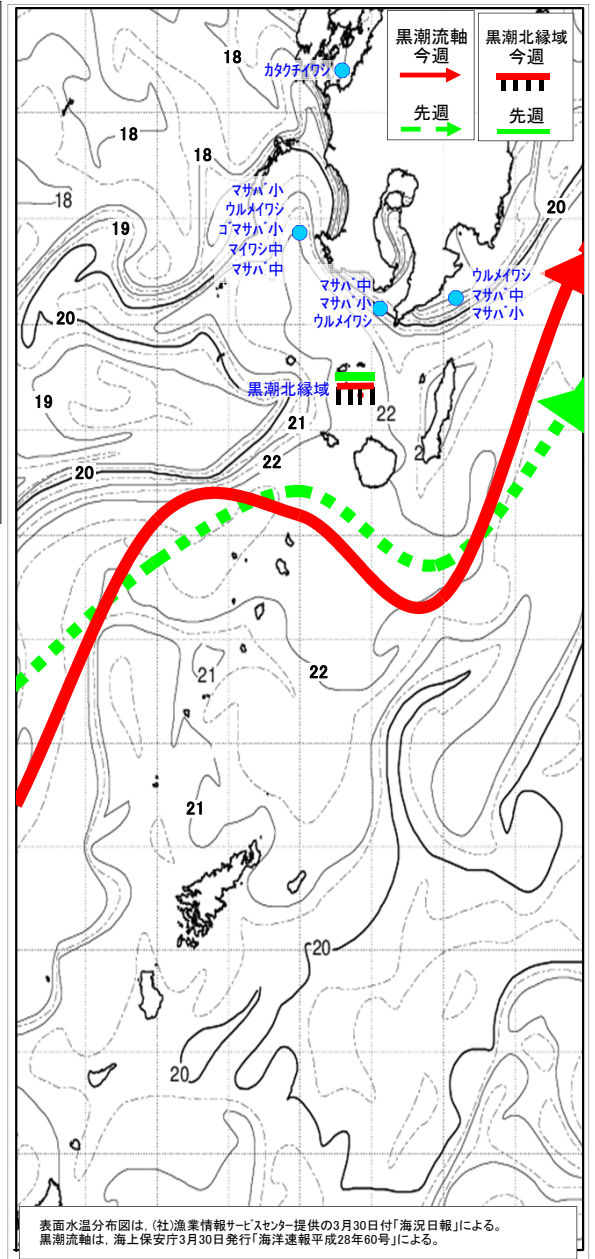 黒潮流軸
今週
先週
黒潮北縁域
今週
先週
18
カタクチイワシ
18
18
18
20
マサバ小
ウルメイワシ
ゴマサバ小
マイワシ中
マサバ中
19
ウルメイワシ
マサバ中
マサバ小
マサバ中
マサバ小
ウルメイワシ
20
黒潮北縁域
19
22
21
22
20
21
22
21
20
20
表面水温分布図は，(社)漁業情報サービスセンター提供の3月30日付「海況日報」による。
黒潮流軸は，海上保安庁3月30日発行「海洋速報平成28年60号」による。